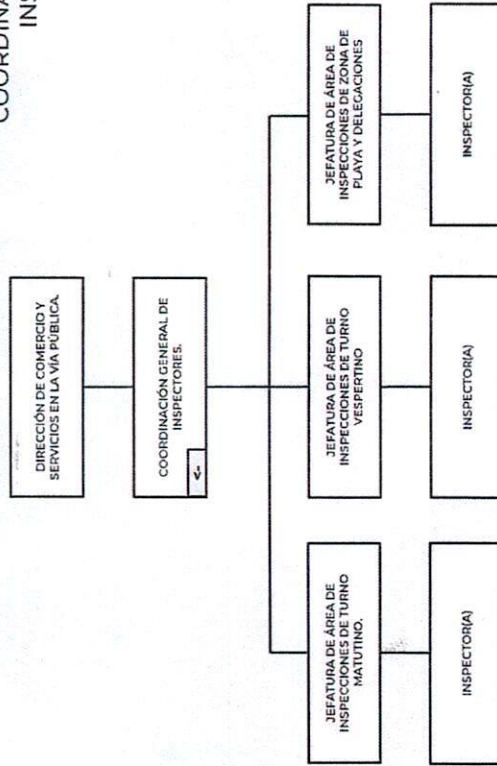 COORDINA
INS
DIRECCIÓN DE COMERCIO Y
SERVICIOS EN LA VÍA PÚBLICA.
COORDINACIÓN GENERAL DE
INSPECTORES.
<-
JEFATURA DE ÁREA DE
INSPECCIONES DE TURNO
MATUTINO.
JEFATURA DE ÁREA DE
INSPECCIONES DE TURNO
VESPERTINO
JEFATURA DE ÁREA DE
INSPECCIONES DE ZONA DE
PLAYA Y DELEGACIONES
INSPECTOR(A)
INSPECTOR(A)
INSPECTOR(A)